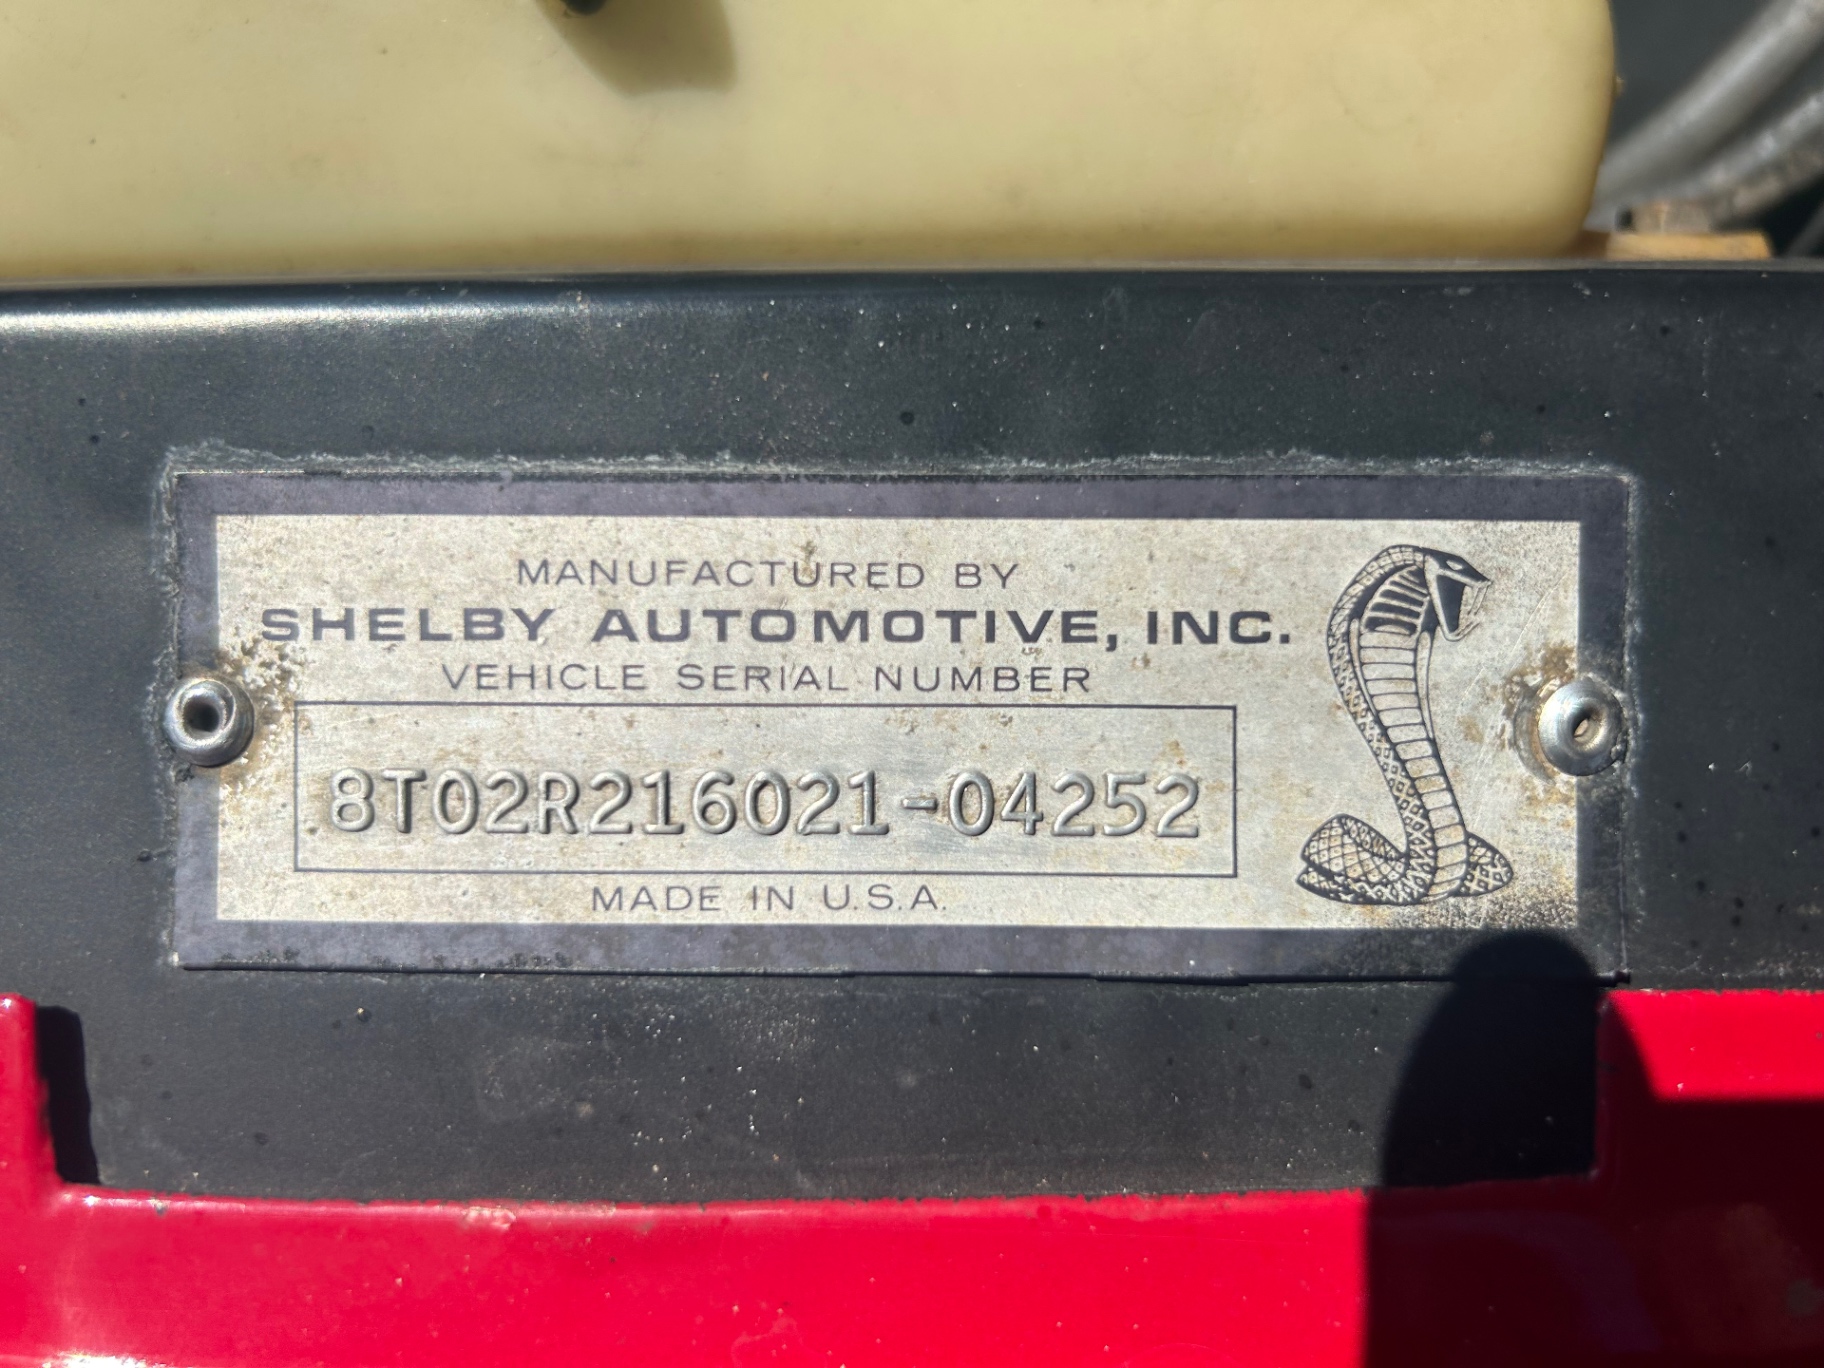 MANUFACTURED BY
SHELBY AUTOMOTIVE, INC.
VEHICLE SERIAL NUMBER
8T02R216021-04252
MADE IN U.S.A.